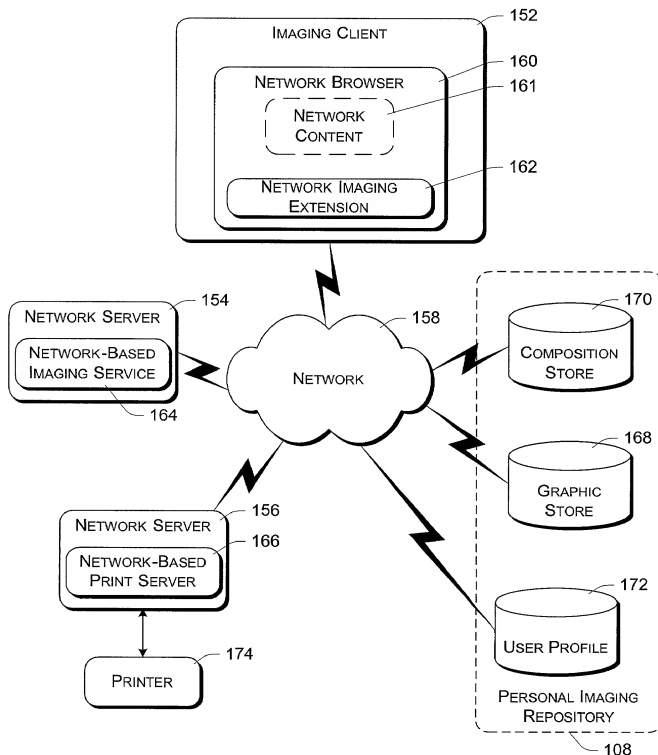 IMAGING CLIENT
152
NETWORK BROWSER
160
NETWORK
CONTENT
161
NETWORK IMAGING
EXTENSION
162
NETWORK SERVER
154
NETWORK-BASED
IMAGING SERVICE
164
NETWORK
158
COMPOSITION
STORE
170
GRAPHIC
STORE
168
NETWORK SERVER
156
NETWORK-BASED
PRINT SERVER
166
PRINTER
174
USER PROFILE
172
PERSONAL IMAGING
REPOSITORY
108